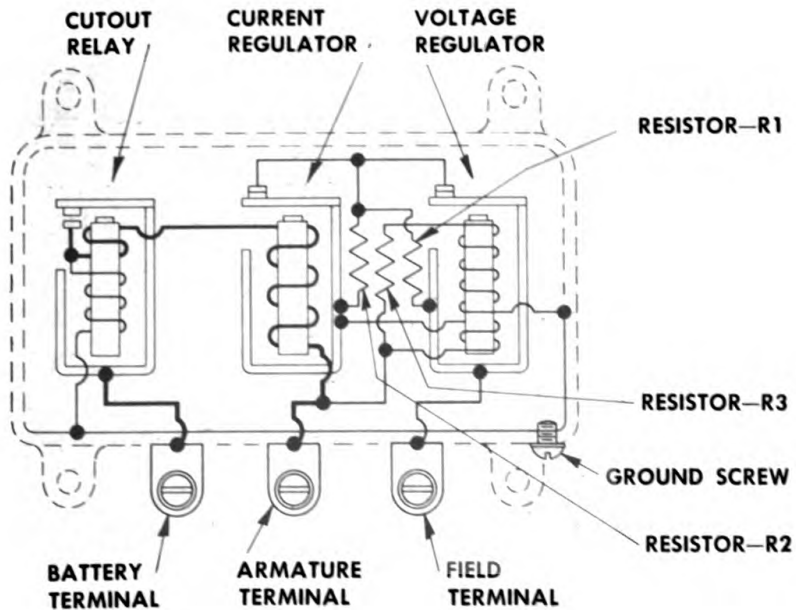 CUTOUT
RELAY
CURRENT
REGULATOR
VOLTAGE
REGULATOR
RESISTOR—R1
RESISTOR—R3
GROUND SCREW
RESISTOR—R2
BATTERY
TERMINAL
ARMATURE
TERMINAL
FIELD
TERMINAL